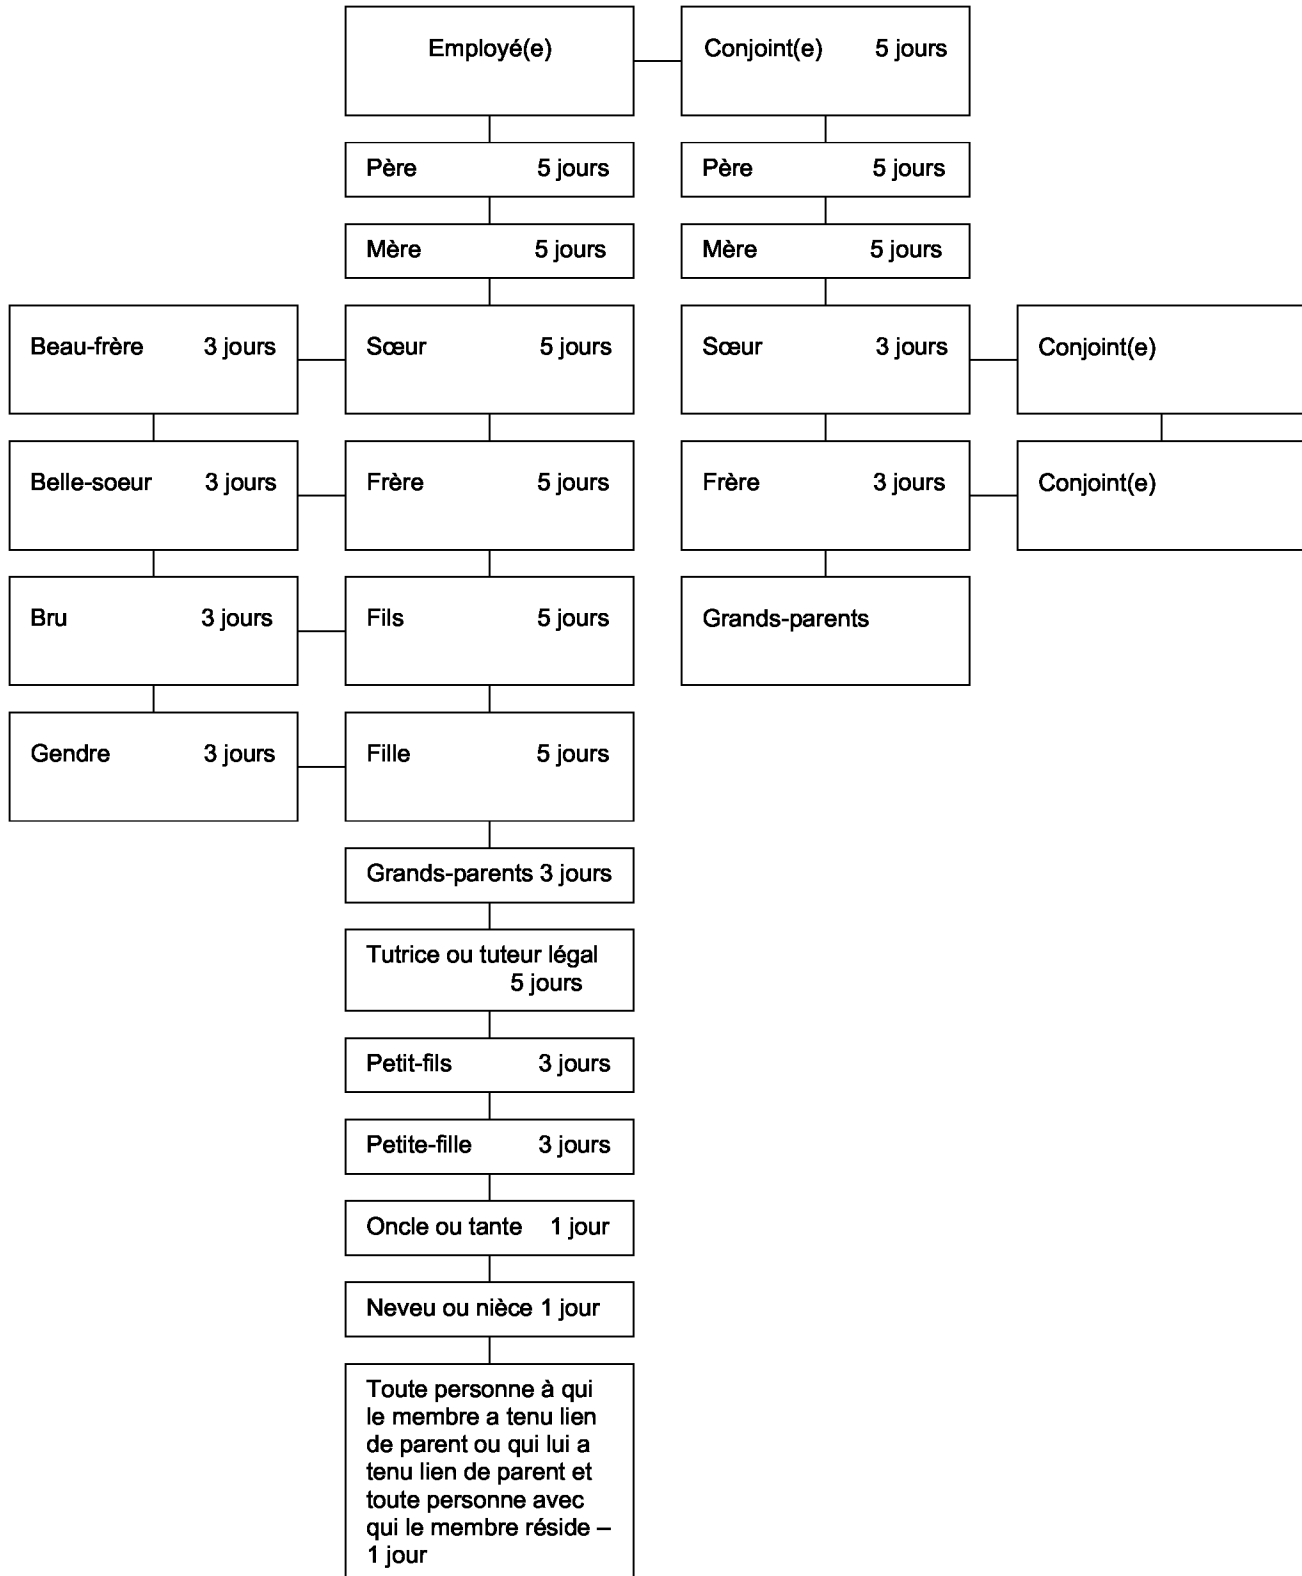 Employé(e)
Conjoint(e) 5 jours
Père 5 jours
Père 5 jours
Mère 5 jours
Mère 5 jours
Beau-frère 3 jours
Sœur 5 jours
Sœur 3 jours
Conjoint(e)
Belle-soeur 3 jours
Frère 5 jours
Frère 3 jours
Conjoint(e)
Bru 3 jours
Fils 5 jours
Grands-parents
Gendre 3 jours
Fille 5 jours
Grands-parents 3 jours
Tutrice ou tuteur légal
5 jours
Petit-fils 3 jours
Petite-fille 3 jours
Oncle ou tante 1 jour
Neveu ou nièce 1 jour
Toute personne à qui
le membre a tenu lien
de parent ou qui lui a
tenu lien de parent et
toute personne avec
qui le membre réside –
1 jour